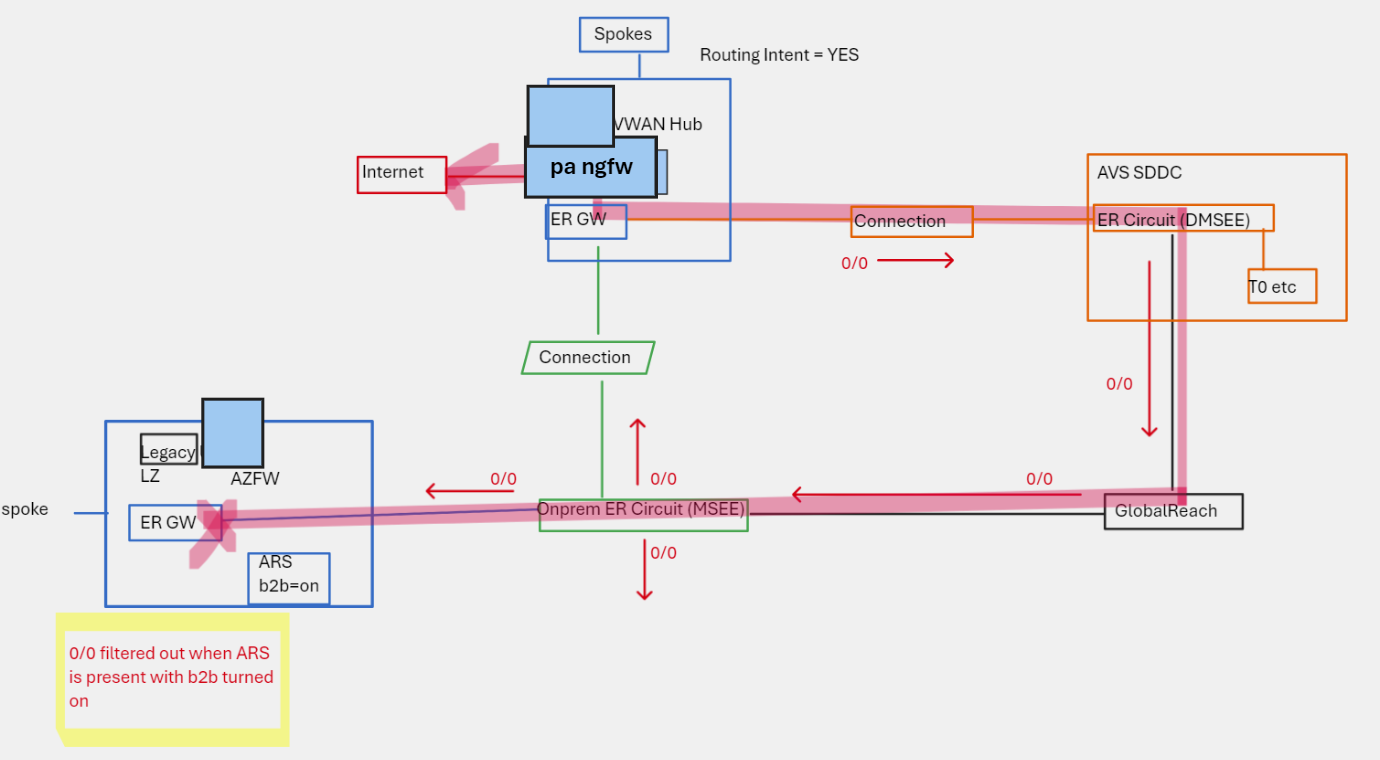 Spokes
Routing Intent = YES
VWAN Hub
pa ngfw
Internet
AVS SDDC
ER GW
Connection
ER Circuit (DMSEE)
0/0
T0 etc
Connection
0/0
Legacy
LZ
AZFW
0/0
0/0
0/0
spoke
ER GW
Onprem ER Circuit (MSEE)
GlobalReach
0/0
ARS
b2b=on
0/0 filtered out when ARS
is present with b2b turned
on